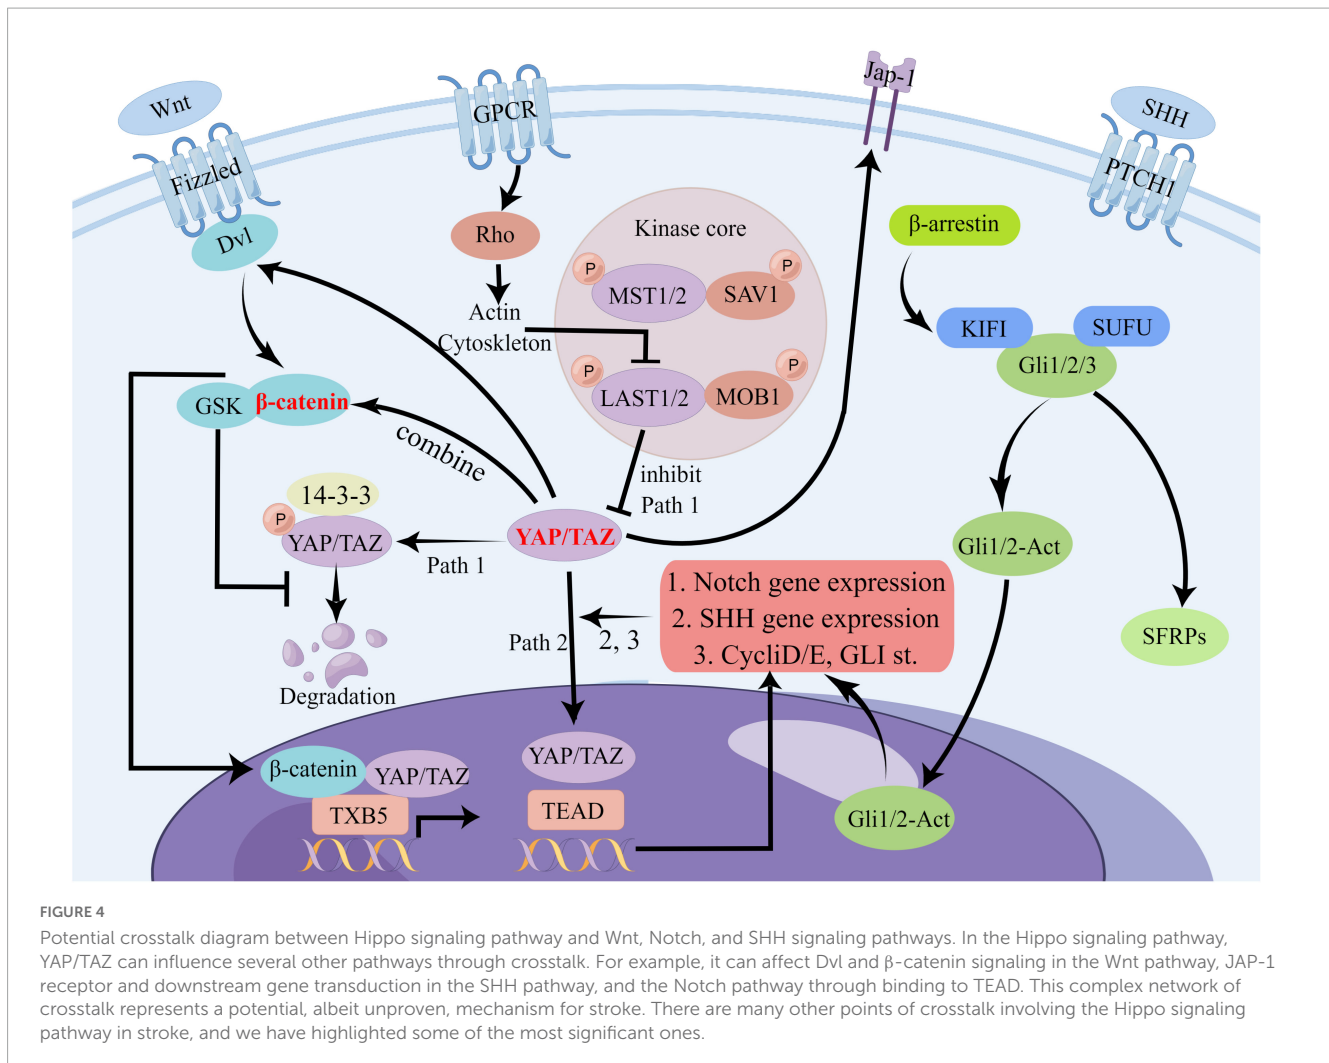 Wnt
Fizzled
Dvl
GPCR
Rho
Actin
Cytoskleton
Kinase core
P
MST1/2
P
SAV1
P
LAST1/2
P
MOB1
Jap-1
SHH
PTCH1
β-arrestin
KIFI
SUFU
Gli1/2/3
GSK
β-catenin
combine
inhibit
Path 1
14-3-3
P
YAP/TAZ
Path 1
YAP/TAZ
Gli1/2-Act
SFRPs
Degradation
Path 2
2, 3
1. Notch gene expression
2. SHH gene expression
3. CycliD/E, GLI st.
β-catenin
YAP/TAZ
TXB5
YAP/TAZ
TEAD
Gli1/2-Act
FIGURE 4
Potential crosstalk diagram between Hippo signaling pathway and Wnt, Notch, and SHH signaling pathways. In the Hippo signaling pathway,
YAP/TAZ can influence several other pathways through crosstalk. For example, it can affect Dvl and β-catenin signaling in the Wnt pathway, JAP-1
receptor and downstream gene transduction in the SHH pathway, and the Notch pathway through binding to TEAD. This complex network of
crosstalk represents a potential, albeit unproven, mechanism for stroke. There are many other points of crosstalk involving the Hippo signaling
pathway in stroke, and we have highlighted some of the most significant ones.